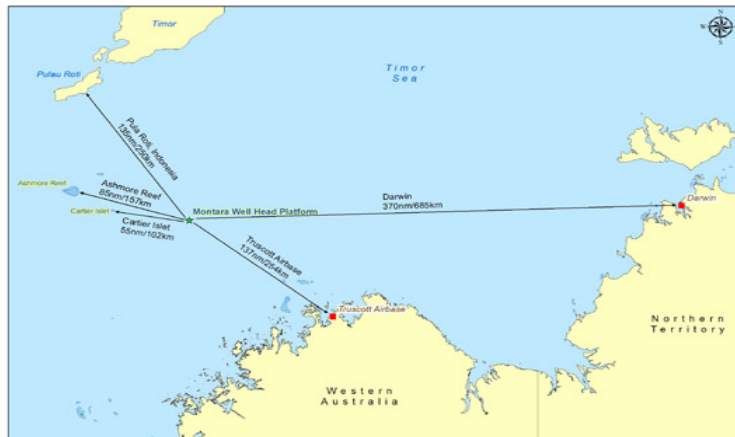 Timor
N
Pulau Roti
Timor
Sea
Pula Roti, Indonesia
135nm/250km
Ashmore Reef
Ashmore Reef
85nm/157km
Cartier Islet
Cartier Islet
55nm/102km
Montara Well Head Platform
Darwin
370nm/685km
Darwin
Truscott Airbase
137nm/254km
Truscott Airbase
Northern
Territory
Western
Australia